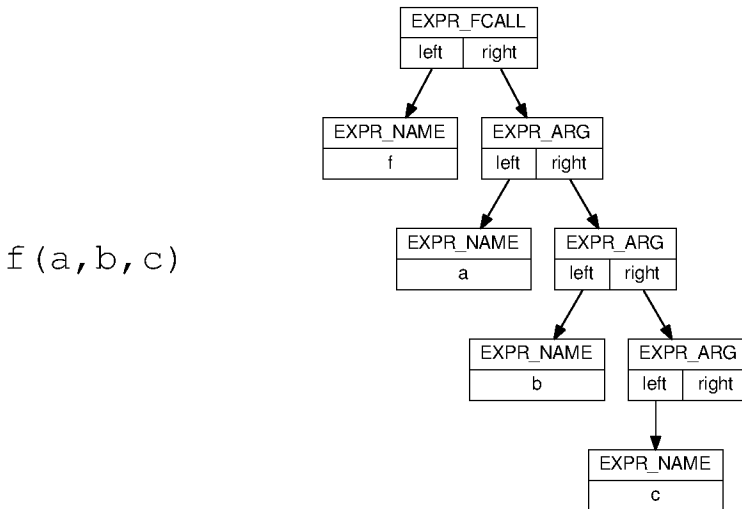 EXPR_FCALL
left right
EXPR_NAME EXPR_ARG
f left right
f(a,b,c)
EXPR_NAME EXPR_ARG
a left right
EXPR_NAME EXPR_ARG
b left right
EXPR_NAME
c